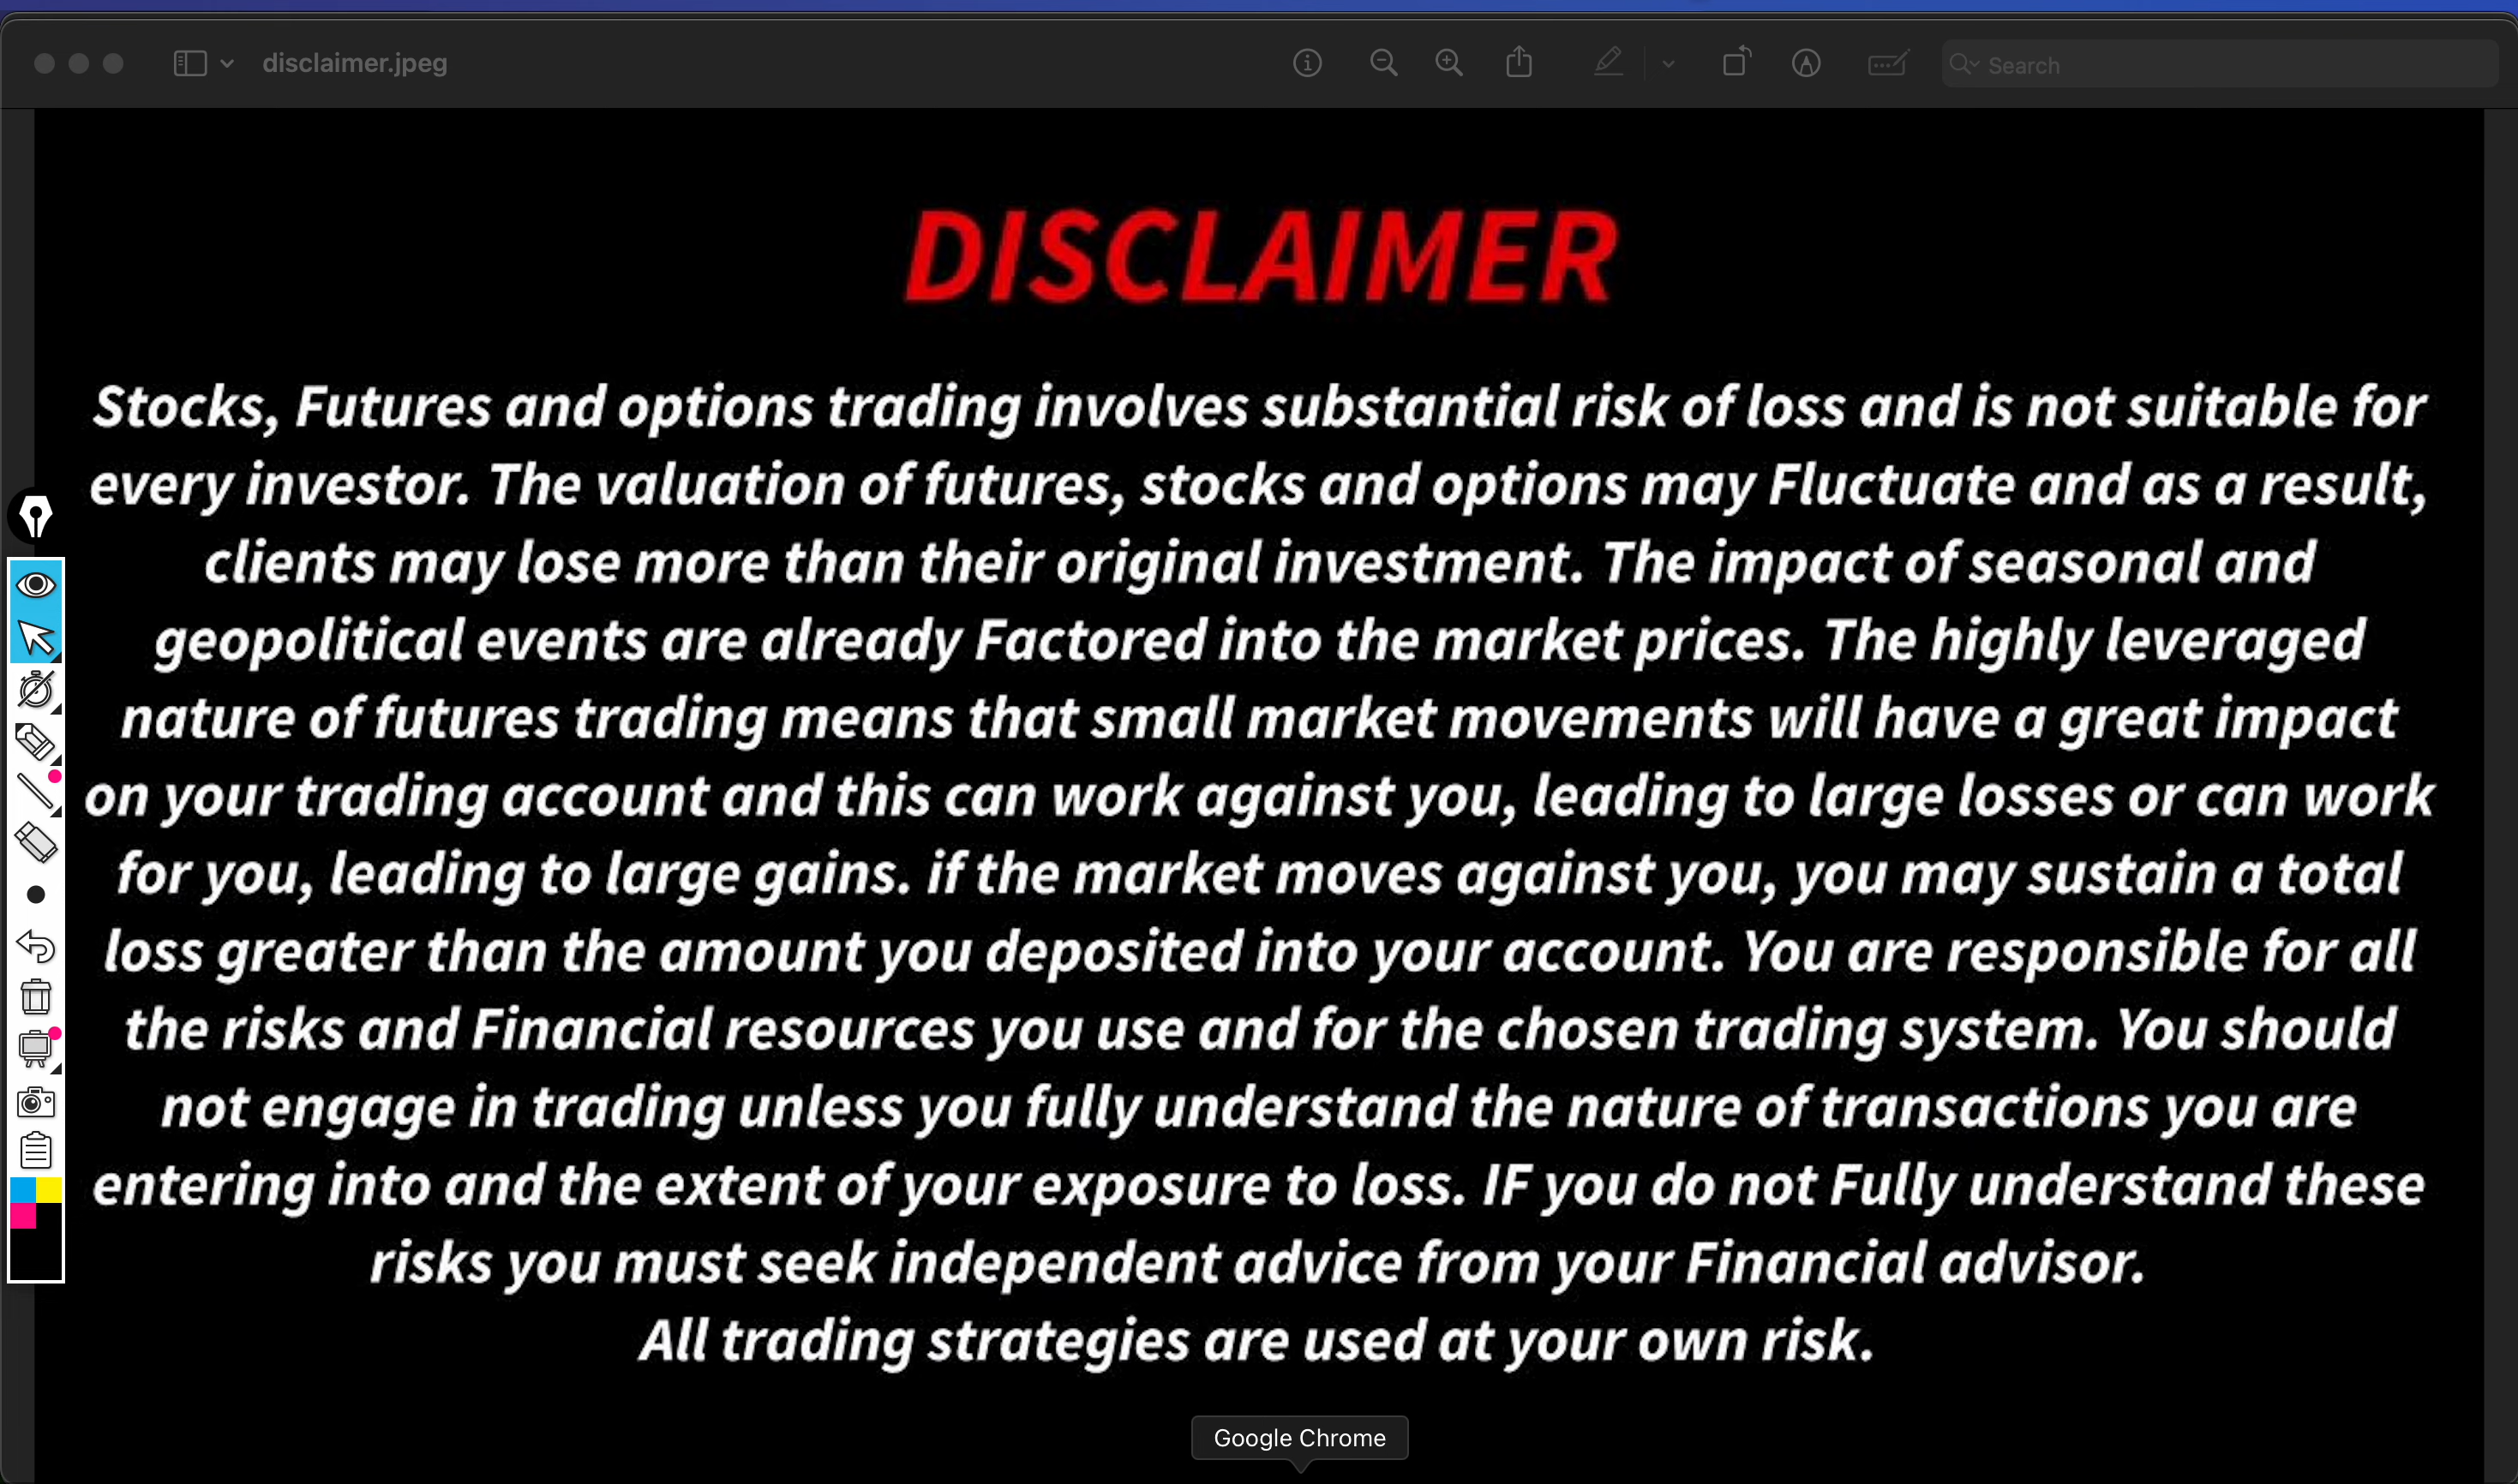 disclaimer.jpeg
Search
DISCLAIMER
Stocks, Futures and options trading involves substantial risk of loss and is not suitable for
every investor. The valuation of futures, stocks and options may Fluctuate and as a result,
clients may lose more than their original investment. The impact of seasonal and
geopolitical events are already Factored into the market prices. The highly leveraged
nature of futures trading means that small market movements will have a great impact
on your trading account and this can work against you, leading to large losses or can work
for you, leading to large gains. if the market moves against you, you may sustain a total
loss greater than the amount you deposited into your account. You are responsible for all
the risks and Financial resources you use and for the chosen trading system. You should
not engage in trading unless you fully understand the nature of transactions you are
entering into and the extent of your exposure to loss. IF you do not Fully understand these
risks you must seek independent advice from your Financial advisor.
All trading strategies are used at your own risk.
Google Chrome